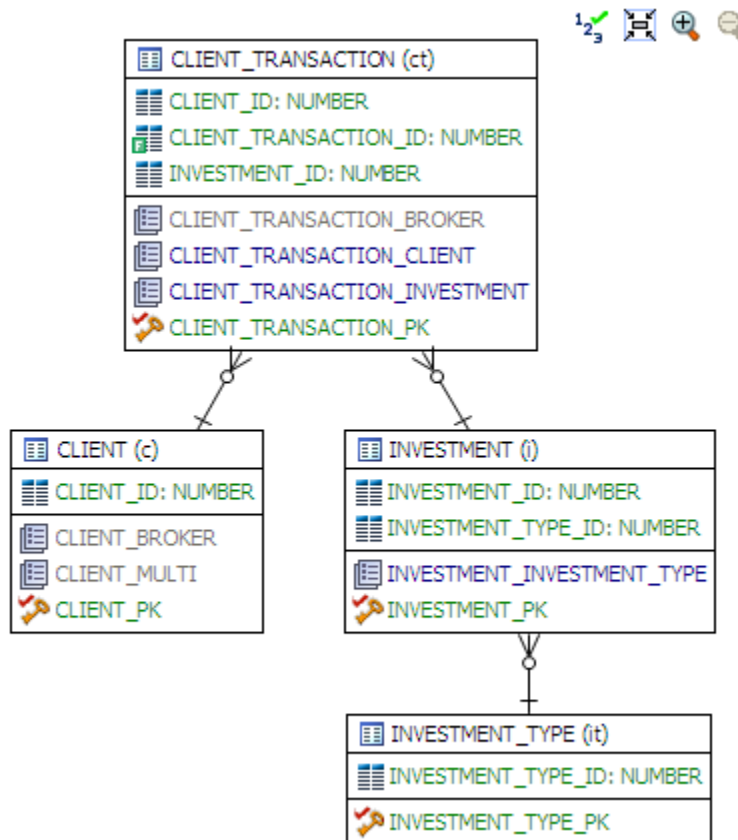 123
CLIENT_TRANSACTION (ct)
CLIENT_ID: NUMBER
F CLIENT_TRANSACTION_ID: NUMBER
INVESTMENT_ID: NUMBER
CLIENT_TRANSACTION_BROKER
CLIENT_TRANSACTION_CLIENT
CLIENT_TRANSACTION_INVESTMENT
CLIENT_TRANSACTION_PK
CLIENT (c)
CLIENT_ID: NUMBER
CLIENT_BROKER
CLIENT_MULTI
CLIENT_PK
INVESTMENT (i)
INVESTMENT_ID: NUMBER
INVESTMENT_TYPE_ID: NUMBER
INVESTMENT_INVESTMENT_TYPE
INVESTMENT_PK
INVESTMENT_TYPE (it)
INVESTMENT_TYPE_ID: NUMBER
INVESTMENT_TYPE_PK